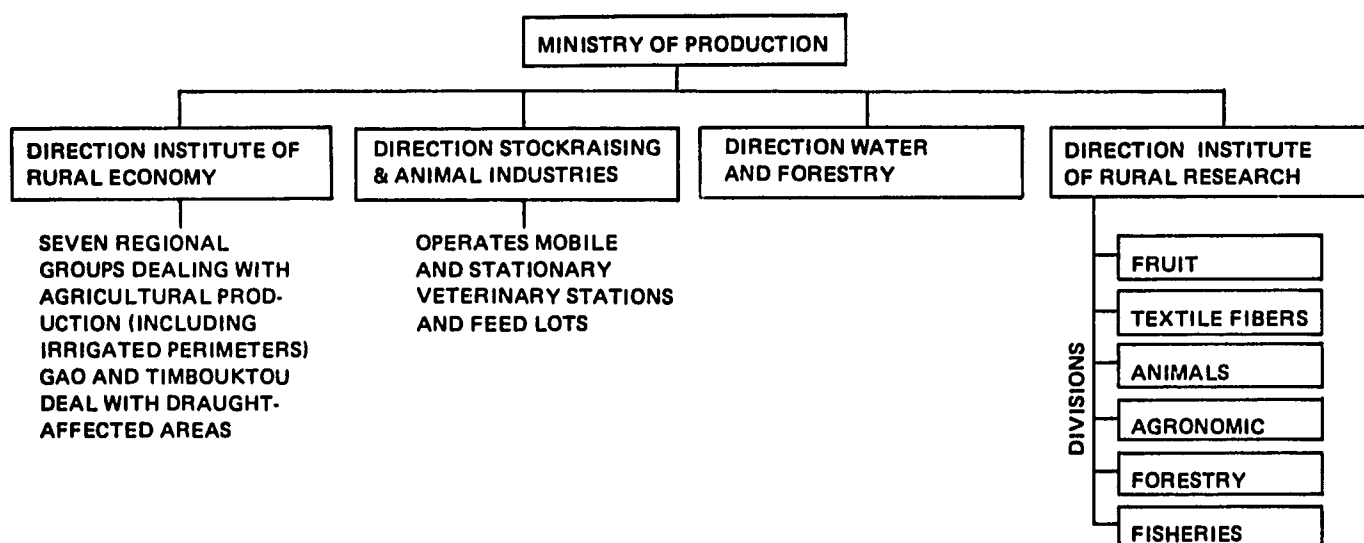 MINISTRY OF PRODUCTION
DIRECTION INSTITUTE OF
RURAL ECONOMY
SEVEN REGIONAL
GROUPS DEALING WITH
AGRICULTURAL PROD-
UCTION (INCLUDING
IRRIGATED PERIMETERS)
GAO AND TIMBOUKTOU
DEAL WITH DRAUGHT-
AFFECTED AREAS
DIRECTION STOCKRAISING
& ANIMAL INDUSTRIES
OPERATES MOBILE
AND STATIONARY
VETERINARY STATIONS
AND FEED LOTS
DIRECTION WATER
AND FORESTRY
DIRECTION INSTITUTE
OF RURAL RESEARCH
DIVISIONS
FRUIT
TEXTILE FIBERS
ANIMALS
AGRONOMIC
FORESTRY
FISHERIES